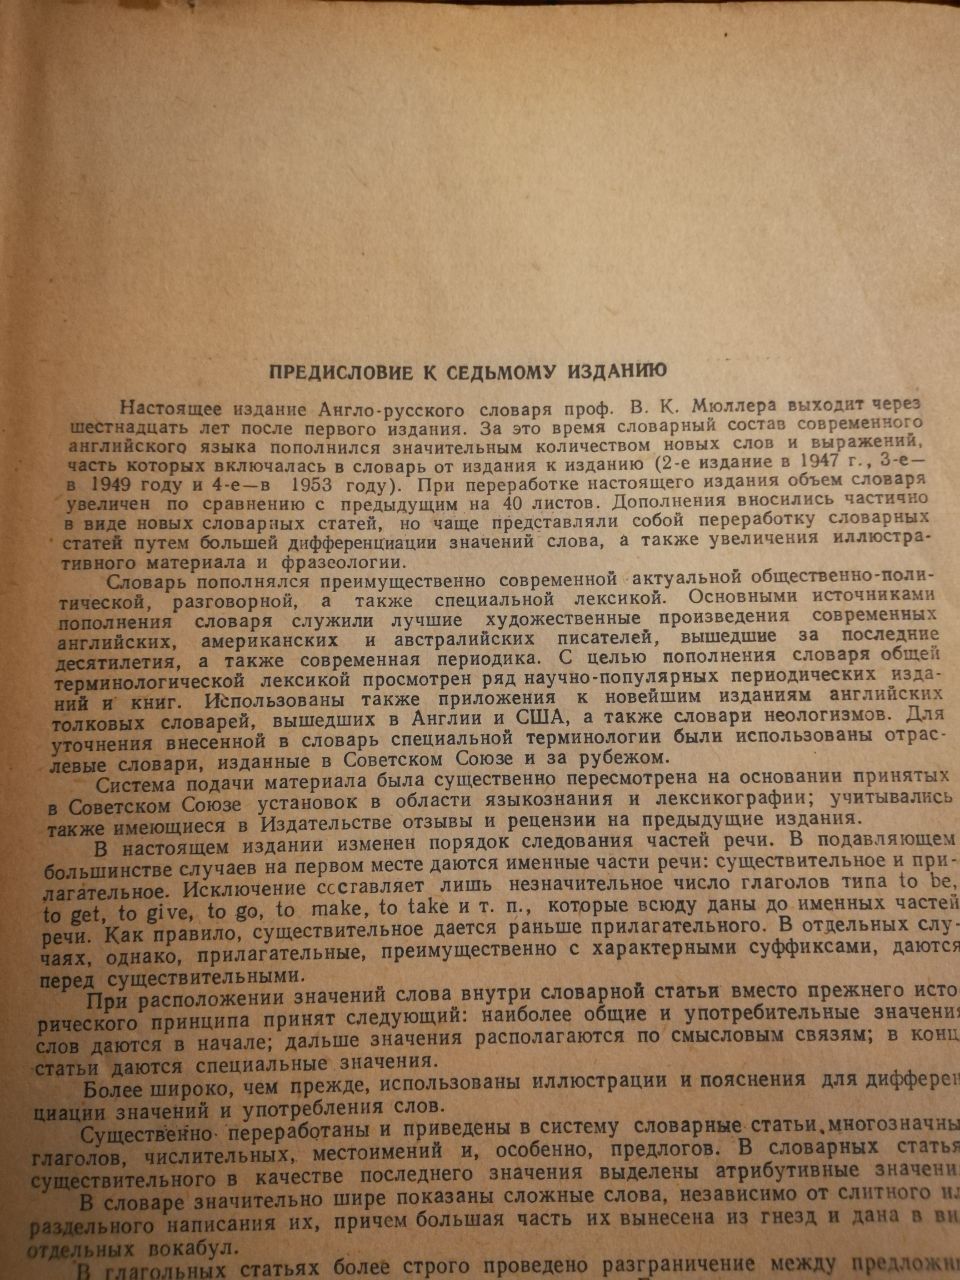 ПРЕДИСЛОВИЕ К СЕДЬМОМУ ИЗДАНИЮ
Настоящее издание Англо-русского словаря проф. В. К. Мюллера выходит через
шестнадцать лет после первого издания. За это время словарный состав современного
английского языка пополнился значительным количеством новых слов и выражений,
часть которых включалась в словарь от издания к изданию (2-е издание в 1947 г., 3-е—
в 1949 году и 4-е—в 1953 году). При переработке настоящего издания объем словаря
увеличен по сравнению с предыдущим на 40 листов. Дополнения вносились частично
в виде новых словарных статей, но чаще представляли собой переработку словарных
статей путем большей дифференциации значений слова, а также увеличения иллюстра-
тивного материала и фразеологии.
Словарь пополнялся преимущественно современной актуальной общественно-поли-
тической, разговорной, а также специальной лексикой. Основными источниками
пополнения словаря служили лучшие художественные произведения современных
английских, американских и австралийских писателей, вышедшие за последние
десятилетия, а также современная периодика. С целью пополнения словаря общей
терминологической лексикой просмотрен ряд научно-популярных периодических изда-
ний и книг. Использованы также приложения к новейшим изданиям английских
толковых словарей, вышедших в Англии и США, а также словари неологизмов. Для
уточнения внесенной в словарь специальной терминологии были использованы отрас-
левые словари, изданные в Советском Союзе и за рубежом.
Система подачи материала была существенно пересмотрена на основании принятых
в Советском Союзе установок в области языкознания и лексикографии; учитывались
также имеющиеся в Издательстве отзывы и рецензии на предыдущие издания.
В настоящем издании изменен порядок следования частей речи. В подавляющем
большинстве случаев на первом месте даются именные части речи: существительное и при-
лагательное. Исключение составляет лишь незначительное число глаголов типа to be,
to get, to give, to go, to make, to take и т. п., которые всюду даны до именных частей
речи. Как правило, существительное дается раньше прилагательного. В отдельных слу-
чаях, однако, прилагательные, преимущественно с характерными суффиксами, даются
перед существительными.
При расположении значений слова внутри словарной статьи вместо прежнего исто
рического принципа принят следующий: наиболее общие и употребительные значени
слов даются в начале; дальше значения располагаются по смысловым связям; в конц
статьи даются специальные значения.
Более широко, чем прежде, использованы иллюстрации и пояснения для дифферен
циации значений и употребления слов.
Существенно переработаны и приведены в систему словарные статьи многозначны
глаголов, числительных, местоимений и, особенно, предлогов. В словарных статья
существительного в качестве последнего значения выделены атрибутивные значени
В словаре значительно шире показаны сложные слова, независимо от слитного ил
раздельного написания их, причем большая часть их вынесена из гнезд и дана в ви
отдельных вокабул.
В глагольных статьях более строго проведено разграничение между предложн